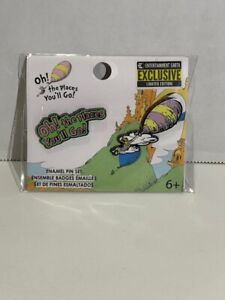 Oh!
the Places
You'll Go!
ENTERTAINMENT EARTH
EXCLUSIVE
LIMITED EDITION
Oh! the Places
You'll Go!
ENAMEL PIN SET
ENSEMBLE BADGES ÉMAILLÉ
SET DE PINES ESMALTADOS
6+